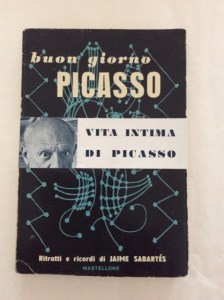 buon giorno
PICASSO
VITA INTIMA
DI PICASSO
Ritratti e ricordi di JAIME SABARTÉS
MASTELLONE